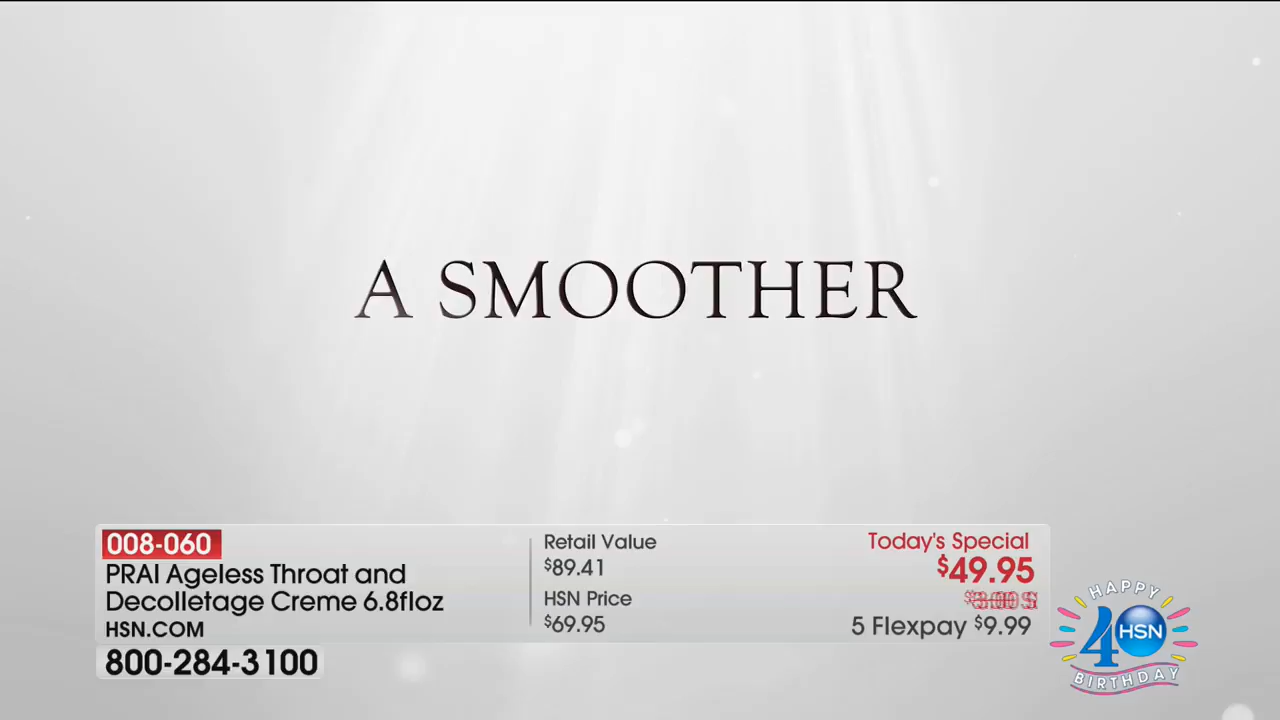 A SMOOTHER
008-060
PRAI Ageless Throat and
Decolletage Creme 6.8floz
HSN.COM
800-284-3100
Retail Value
$89.41
HSN Price
$69.95
Today's Special
$49.95
5 Flexpay $9.99
HAPPY
40 HSN
BIRTHDAY